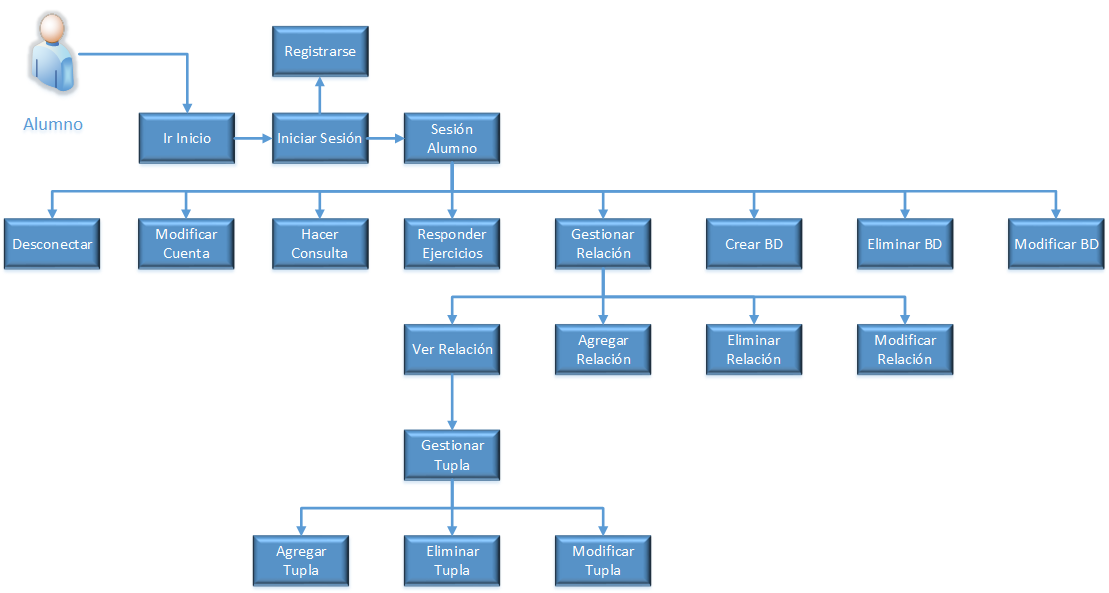 Registrarse
Alumno
Ir Inicio
Iniciar Sesión
Sesión
Alumno
Desconectar
Modificar
Cuenta
Hacer
Consulta
Responder
Ejercicios
Gestionar
Relación
Crear BD
Eliminar BD
Modificar BD
Ver Relación
Agregar
Relación
Eliminar
Relación
Modificar
Relación
Gestionar
Tupla
Agregar
Tupla
Eliminar
Tupla
Modificar
Tupla